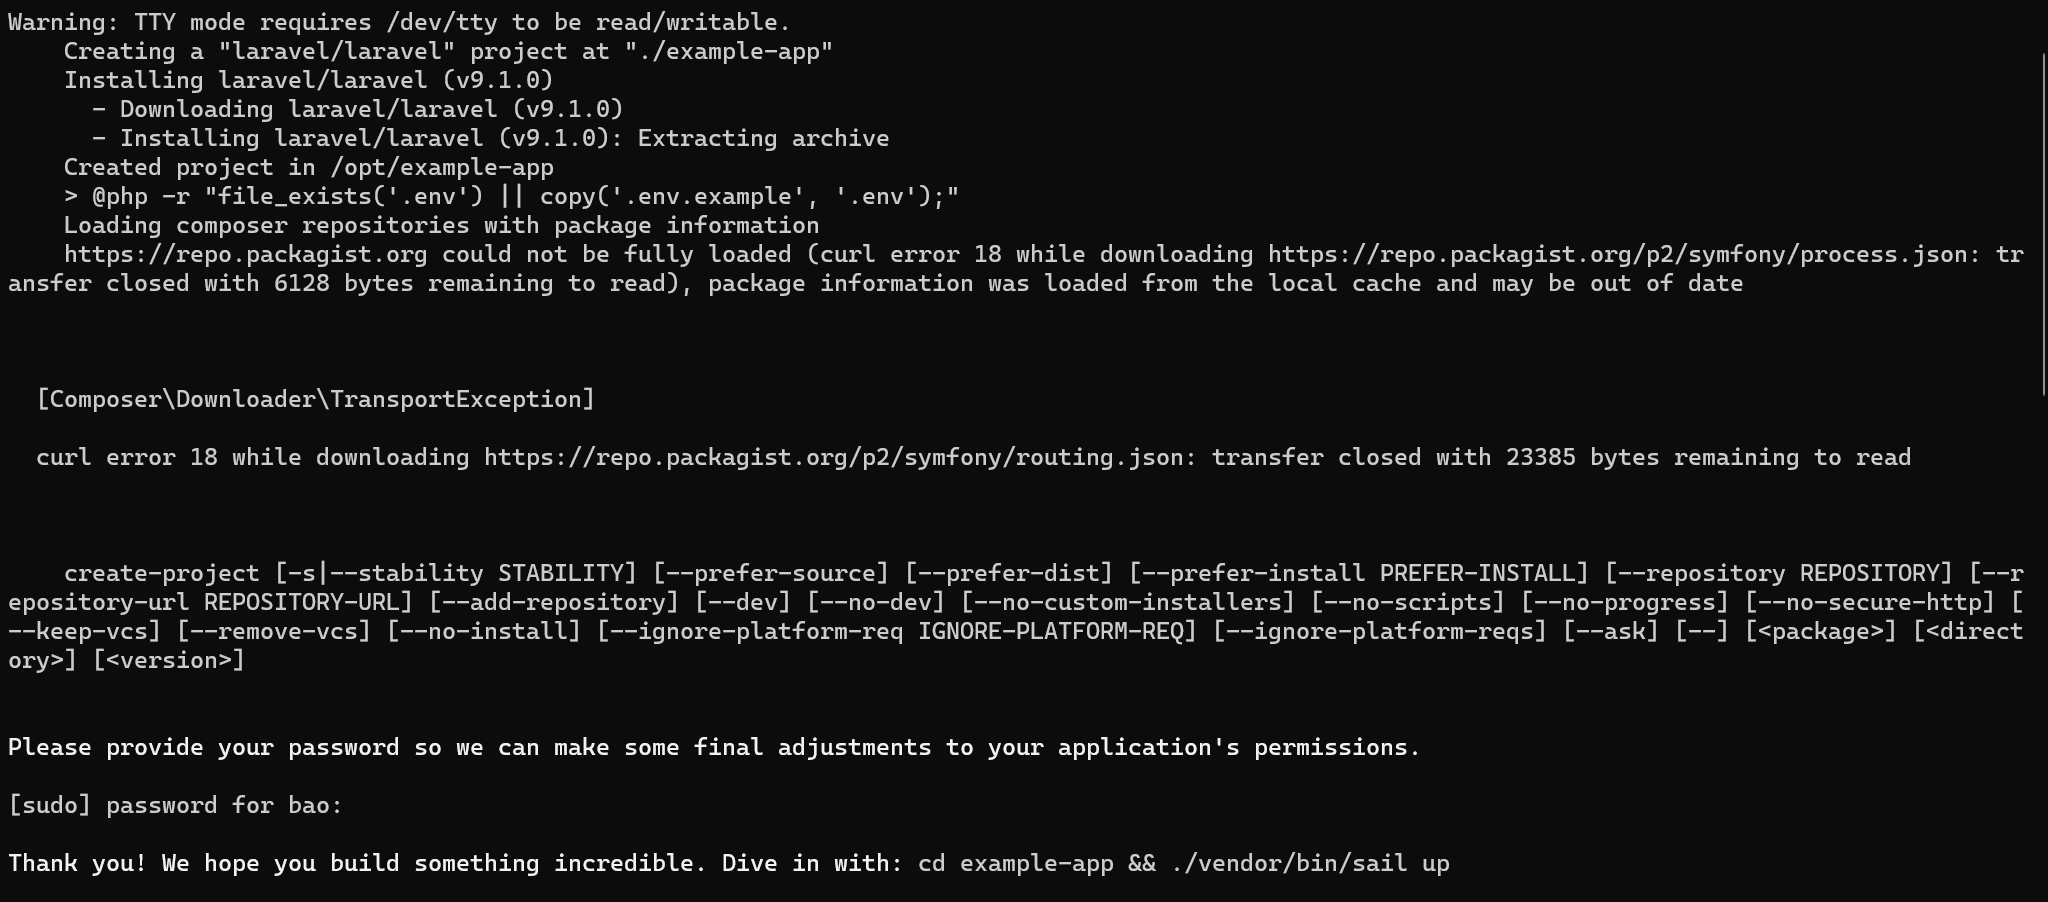 Warning: TTY mode requires /dev/tty to be read/writable.
    Creating a "laravel/laravel" project at "./example-app"
    Installing laravel/laravel (v9.1.0)
      - Downloading laravel/laravel (v9.1.0)
      - Installing laravel/laravel (v9.1.0): Extracting archive
    Created project in /opt/example-app
    > @php -r "file_exists('.env') || copy('.env.example', '.env');"
    Loading composer repositories with package information
    https://repo.packagist.org could not be fully loaded (curl error 18 while downloading https://repo.packagist.org/p2/symfony/process.json: tr
ansfer closed with 6128 bytes remaining to read), package information was loaded from the local cache and may be out of date
  [Composer\Downloader\TransportException]
  curl error 18 while downloading https://repo.packagist.org/p2/symfony/routing.json: transfer closed with 23385 bytes remaining to read
    create-project [-s|--stability STABILITY] [--prefer-source] [--prefer-dist] [--prefer-install PREFER-INSTALL] [--repository REPOSITORY] [--r
epository-url REPOSITORY-URL] [--add-repository] [--dev] [--no-dev] [--no-custom-installers] [--no-scripts] [--no-progress] [--no-secure-http] [
--keep-vcs] [--remove-vcs] [--no-install] [--ignore-platform-req IGNORE-PLATFORM-REQ] [--ignore-platform-reqs] [--ask] [--] [<package>] [<direct
ory>] [<version>]
Please provide your password so we can make some final adjustments to your application's permissions.
[sudo] password for bao:
Thank you! We hope you build something incredible. Dive in with: cd example-app && ./vendor/bin/sail up